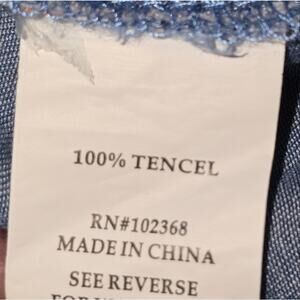 100% TENCEL
RN#102368
MADE IN CHINA
SEE REVERSE